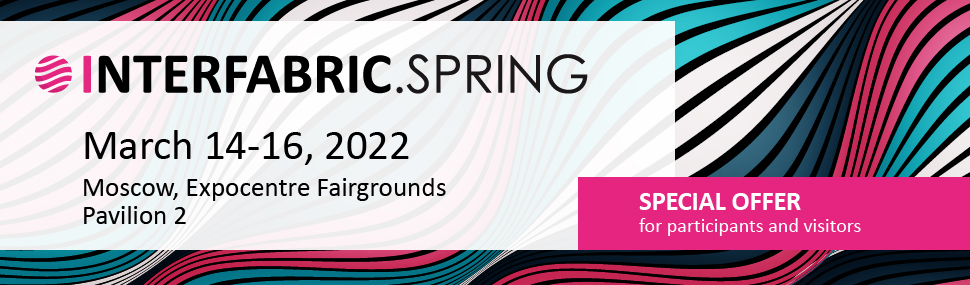 INTERFABRIC.SPRING
March 14-16, 2022
Moscow, Expocentre Fairgrounds
Pavilion 2
SPECIAL OFFER
for participants and visitors